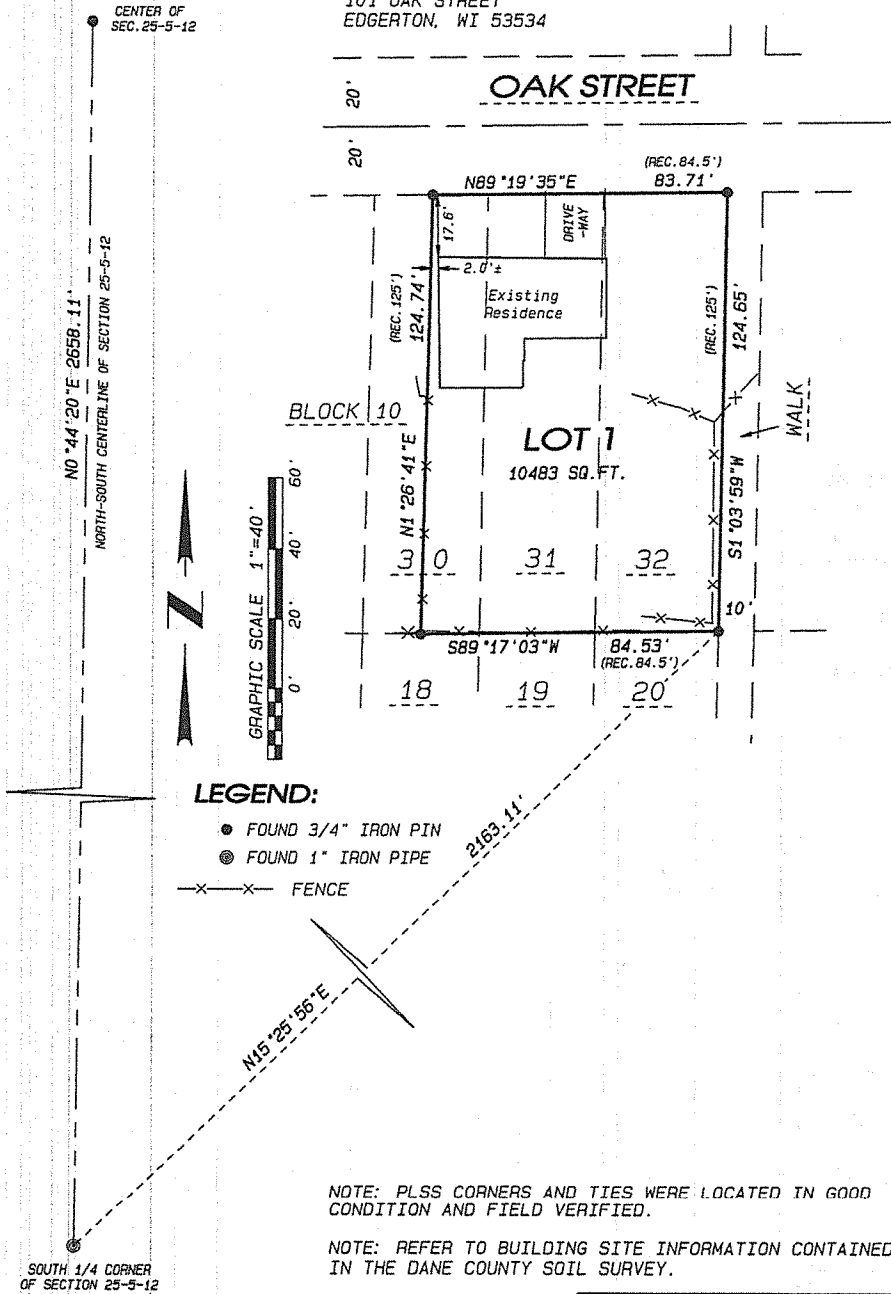 CENTER OF
SEC.25-5-12
EDGERTON, WI 53534
20'
OAK STREET
20'
(REC.84.5')
N89°19'35"E
83.71'
17.6'
DRIVE
-WAY
2.0'±
Existing
Residence
(REC.125')
124.74'
(REC.125')
124.65'
N0°44'20"E 2658.11'
NORTH-SOUTH CENTERLINE OF SECTION 25-5-12
BLOCK 10
WALK
LOT 1
10483 SQ.FT.
N1°26'41"E
S1°03'59"W
GRAPHIC SCALE 1"=40'
60'
40'
20'
0'
N
30
31
32
10'
S89°17'03"W
84.53'
(REC.84.5')
18
19
20
LEGEND:
FOUND 3/4" IRON PIN
FOUND 1" IRON PIPE
FENCE
2163.11'
N15°25'56"E
NOTE: PLSS CORNERS AND TIES WERE LOCATED IN GOOD
CONDITION AND FIELD VERIFIED.
NOTE: REFER TO BUILDING SITE INFORMATION CONTAINED
IN THE DANE COUNTY SOIL SURVEY.
SOUTH 1/4 CORNER
OF SECTION 25-5-12